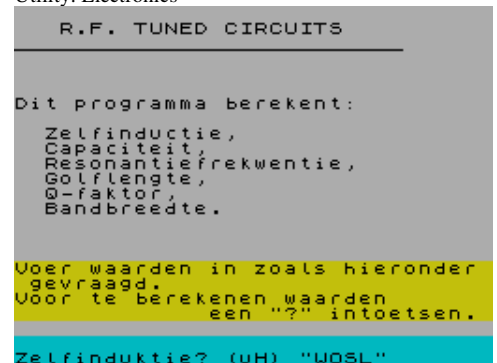 Utility: Electronics
R.F. TUNED CIRCUITS
Dit programma berekent:
Zelfinductie,
Capaciteit,
Resonantiefrekwentie,
Golflengte,
Q-faktor,
Bandbreedte.
Voer waarden in zoals hieronder
gevraagd.
Voor te berekenen waarden
een "?" intoetsen.
Zelfinduktie? (uH) "WOSL"